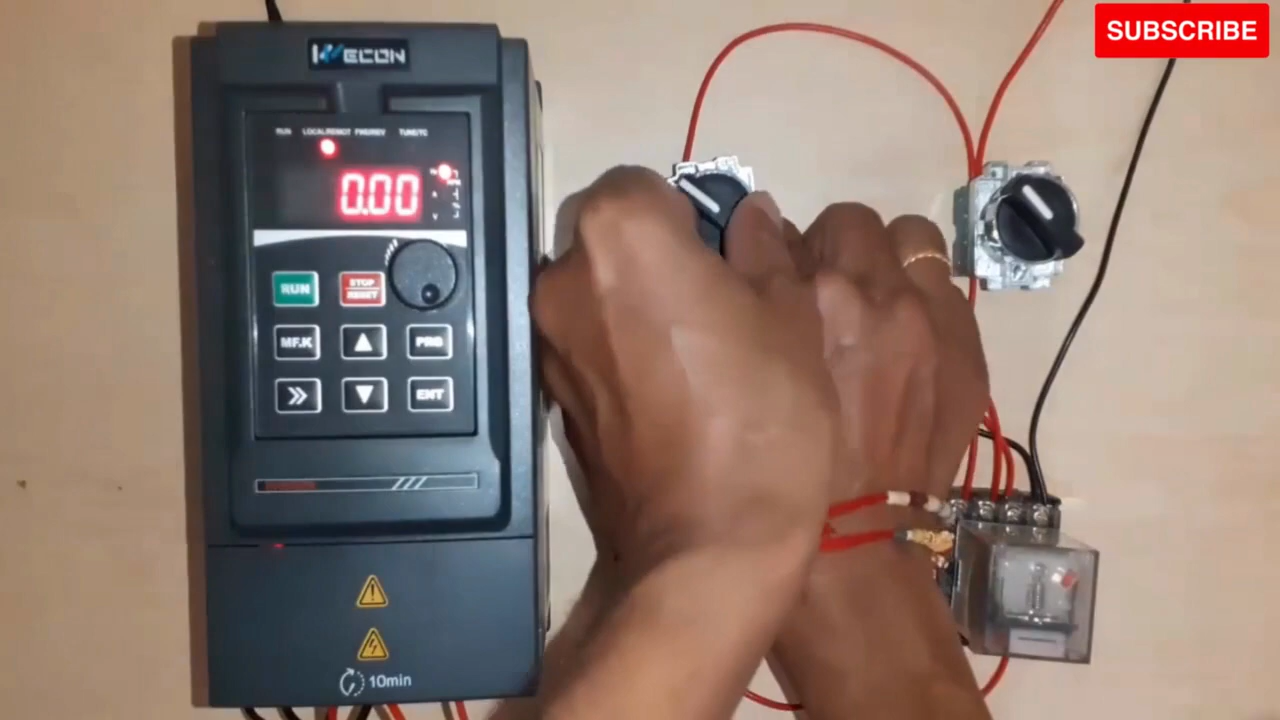 SUBSCRIBE
WECON
RUN LOCAL/REMOT FWD/REV TUNE/TC
0.00
RUN STOP/RESET
MF.K PRG
ENT
10min